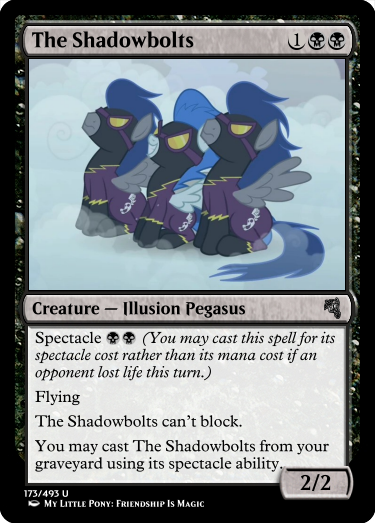 The Shadowbolts 1
Creature — Illusion Pegasus
Spectacle (You may cast this spell for its
spectacle cost rather than its mana cost if an
opponent lost life this turn.)
Flying
The Shadowbolts can't block.
You may cast The Shadowbolts from your
graveyard using its spectacle ability.
2/2
173/493 U
My Little Pony: Friendship Is Magic